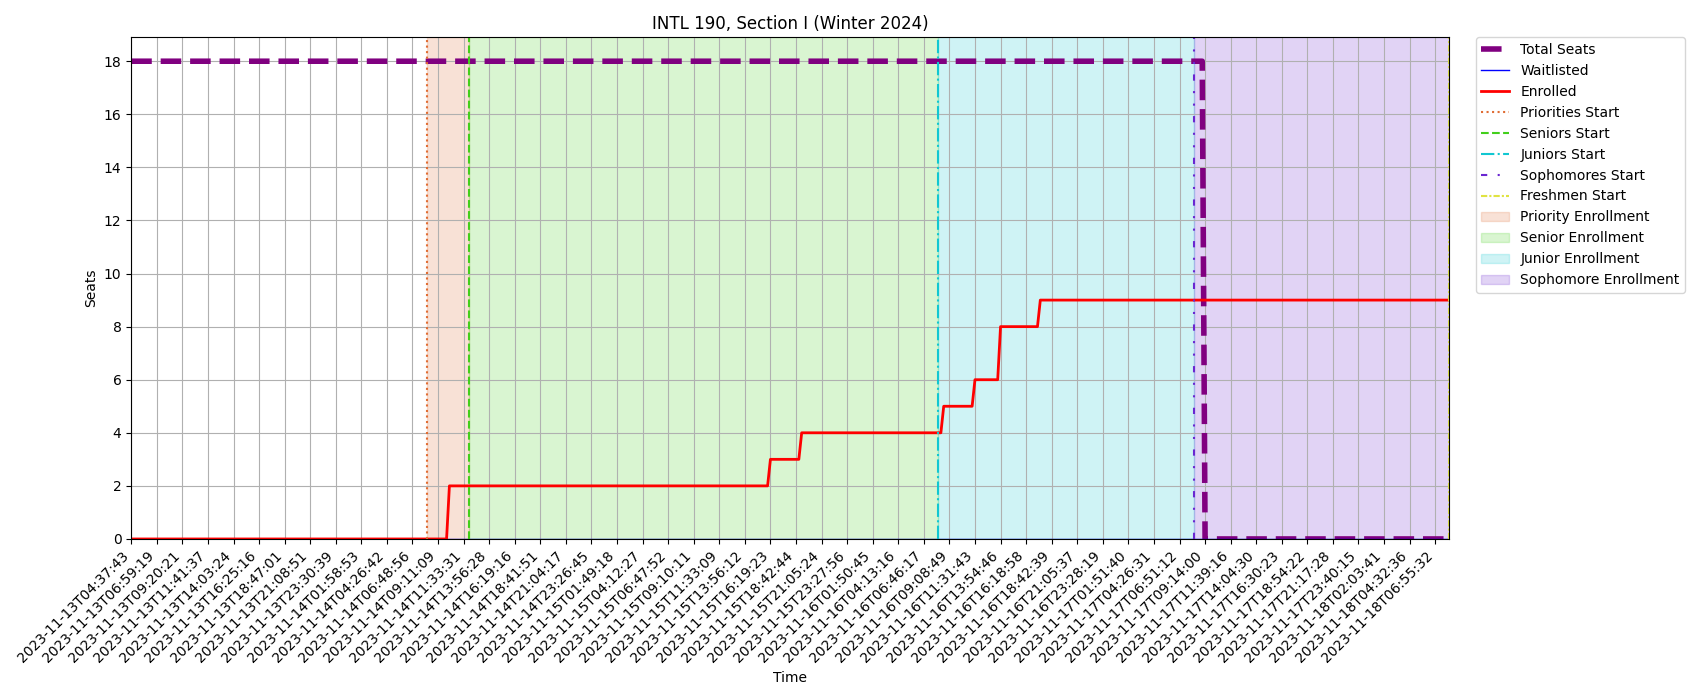 INTL 190, Section I (Winter 2024)
Total Seats
Waitlisted
Enrolled
Priorities Start
Seniors Start
Juniors Start
Sophomores Start
Freshmen Start
Priority Enrollment
Senior Enrollment
Junior Enrollment
Sophomore Enrollment
Seats
18
16
14
12
10
8
6
4
2
0
2023-11-13T04:37:43
2023-11-13T06:59:19
2023-11-13T09:20:21
2023-11-13T11:41:37
2023-11-13T14:03:24
2023-11-13T16:25:16
2023-11-13T18:47:01
2023-11-13T21:08:51
2023-11-13T23:30:39
2023-11-14T01:58:53
2023-11-14T04:26:42
2023-11-14T06:48:56
2023-11-14T09:11:09
2023-11-14T11:33:31
2023-11-14T13:56:28
2023-11-14T16:19:16
2023-11-14T18:41:51
2023-11-14T21:04:17
2023-11-14T23:26:45
2023-11-15T01:49:18
2023-11-15T04:12:27
2023-11-15T06:47:52
2023-11-15T09:10:11
2023-11-15T11:33:09
2023-11-15T13:56:12
2023-11-15T16:19:23
2023-11-15T18:42:44
2023-11-15T21:05:24
2023-11-15T23:27:56
2023-11-16T01:50:45
2023-11-16T04:13:16
2023-11-16T06:46:17
2023-11-16T09:08:49
2023-11-16T11:31:43
2023-11-16T13:54:46
2023-11-16T16:18:58
2023-11-16T18:42:39
2023-11-16T21:05:37
2023-11-16T23:28:19
2023-11-17T01:51:40
2023-11-17T04:26:31
2023-11-17T06:51:12
2023-11-17T09:14:00
2023-11-17T11:39:16
2023-11-17T14:04:30
2023-11-17T16:30:23
2023-11-17T18:54:22
2023-11-17T21:17:28
2023-11-17T23:40:15
2023-11-18T02:03:41
2023-11-18T04:32:36
2023-11-18T06:55:32
Time